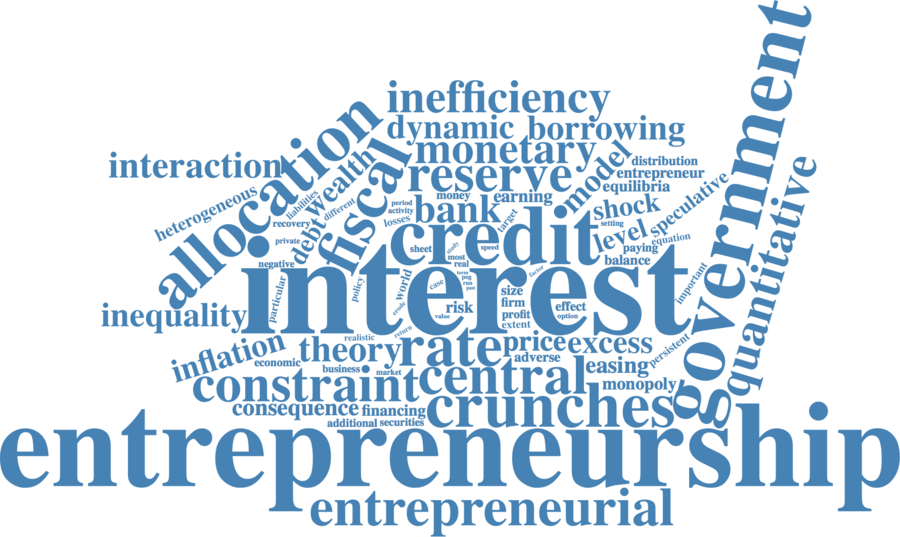 government
inefficiency
dynamic
borrowing
allocation
monetary
interaction
wealth
fiscal
model
distribution
reserve
entrepreneur
quantitative
heterogeneous
liabilities
different
money
earning
equilibria
speculative
period
activity
bank
target
shock
recovery
debt
losses
credit
setting
level
private
sheet
study
speed
paying
equation
most
balance
negative
real
world
interest
term
peg
run
past
factor
important
particular
policy
case
size
erode
risk
firm
effect
inequality
value
profit
option
extent
return
realistic
inflation
theory
rate
price
excess
persistent
adverse
economic
business
market
easing
constraint
central
monopoly
consequence
financing
crunches
additional
securities
entrepreneurship
entrepreneurial